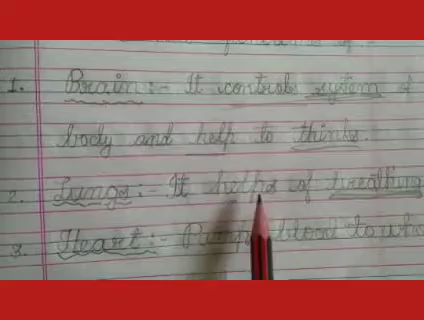 1. Brain :- It controls system of
body and help to thinks.
2. Lungs :- It helps of breathing
3. Heart :- Pump blood to